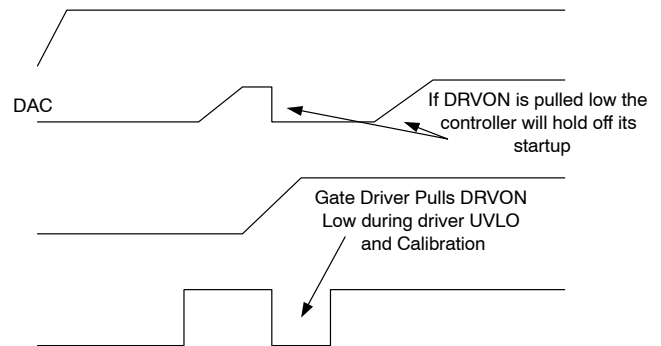 DAC
If DRVON is pulled low the
controller will hold off its
startup
Gate Driver Pulls DRVON
Low during driver UVLO
and Calibration